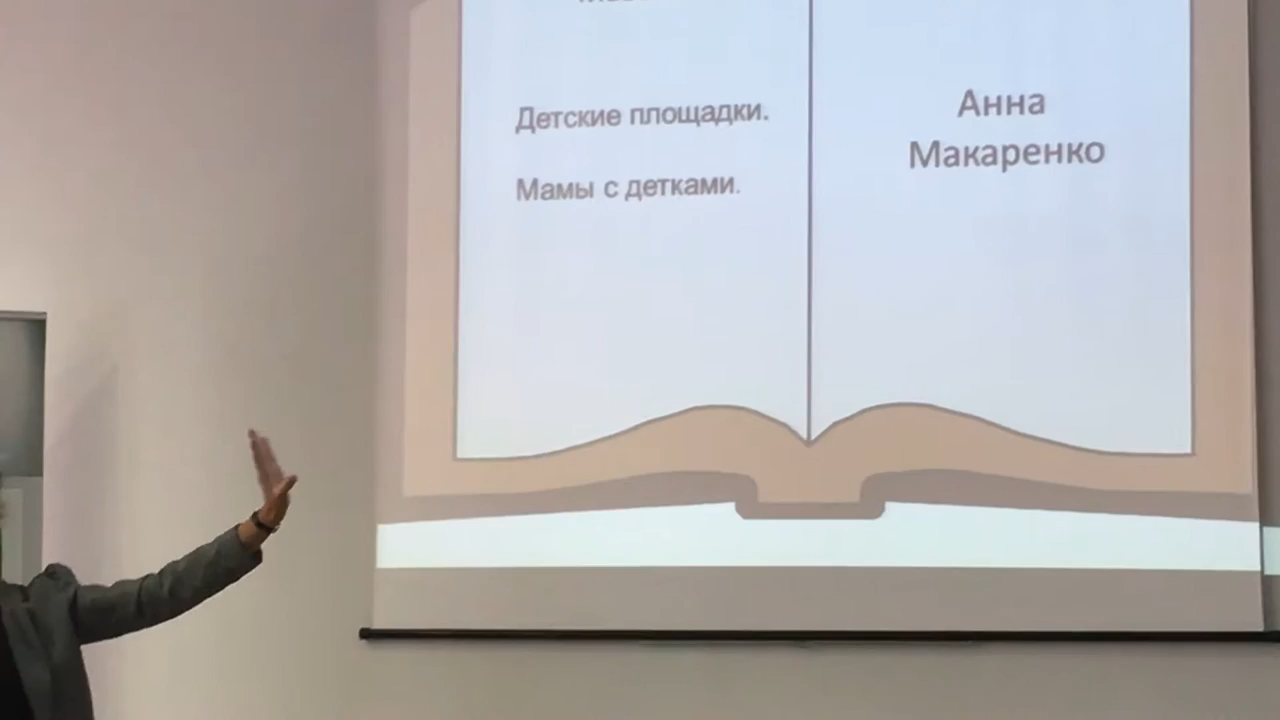 Детские площадки.
Мамы с детками.
Анна
Макаренко